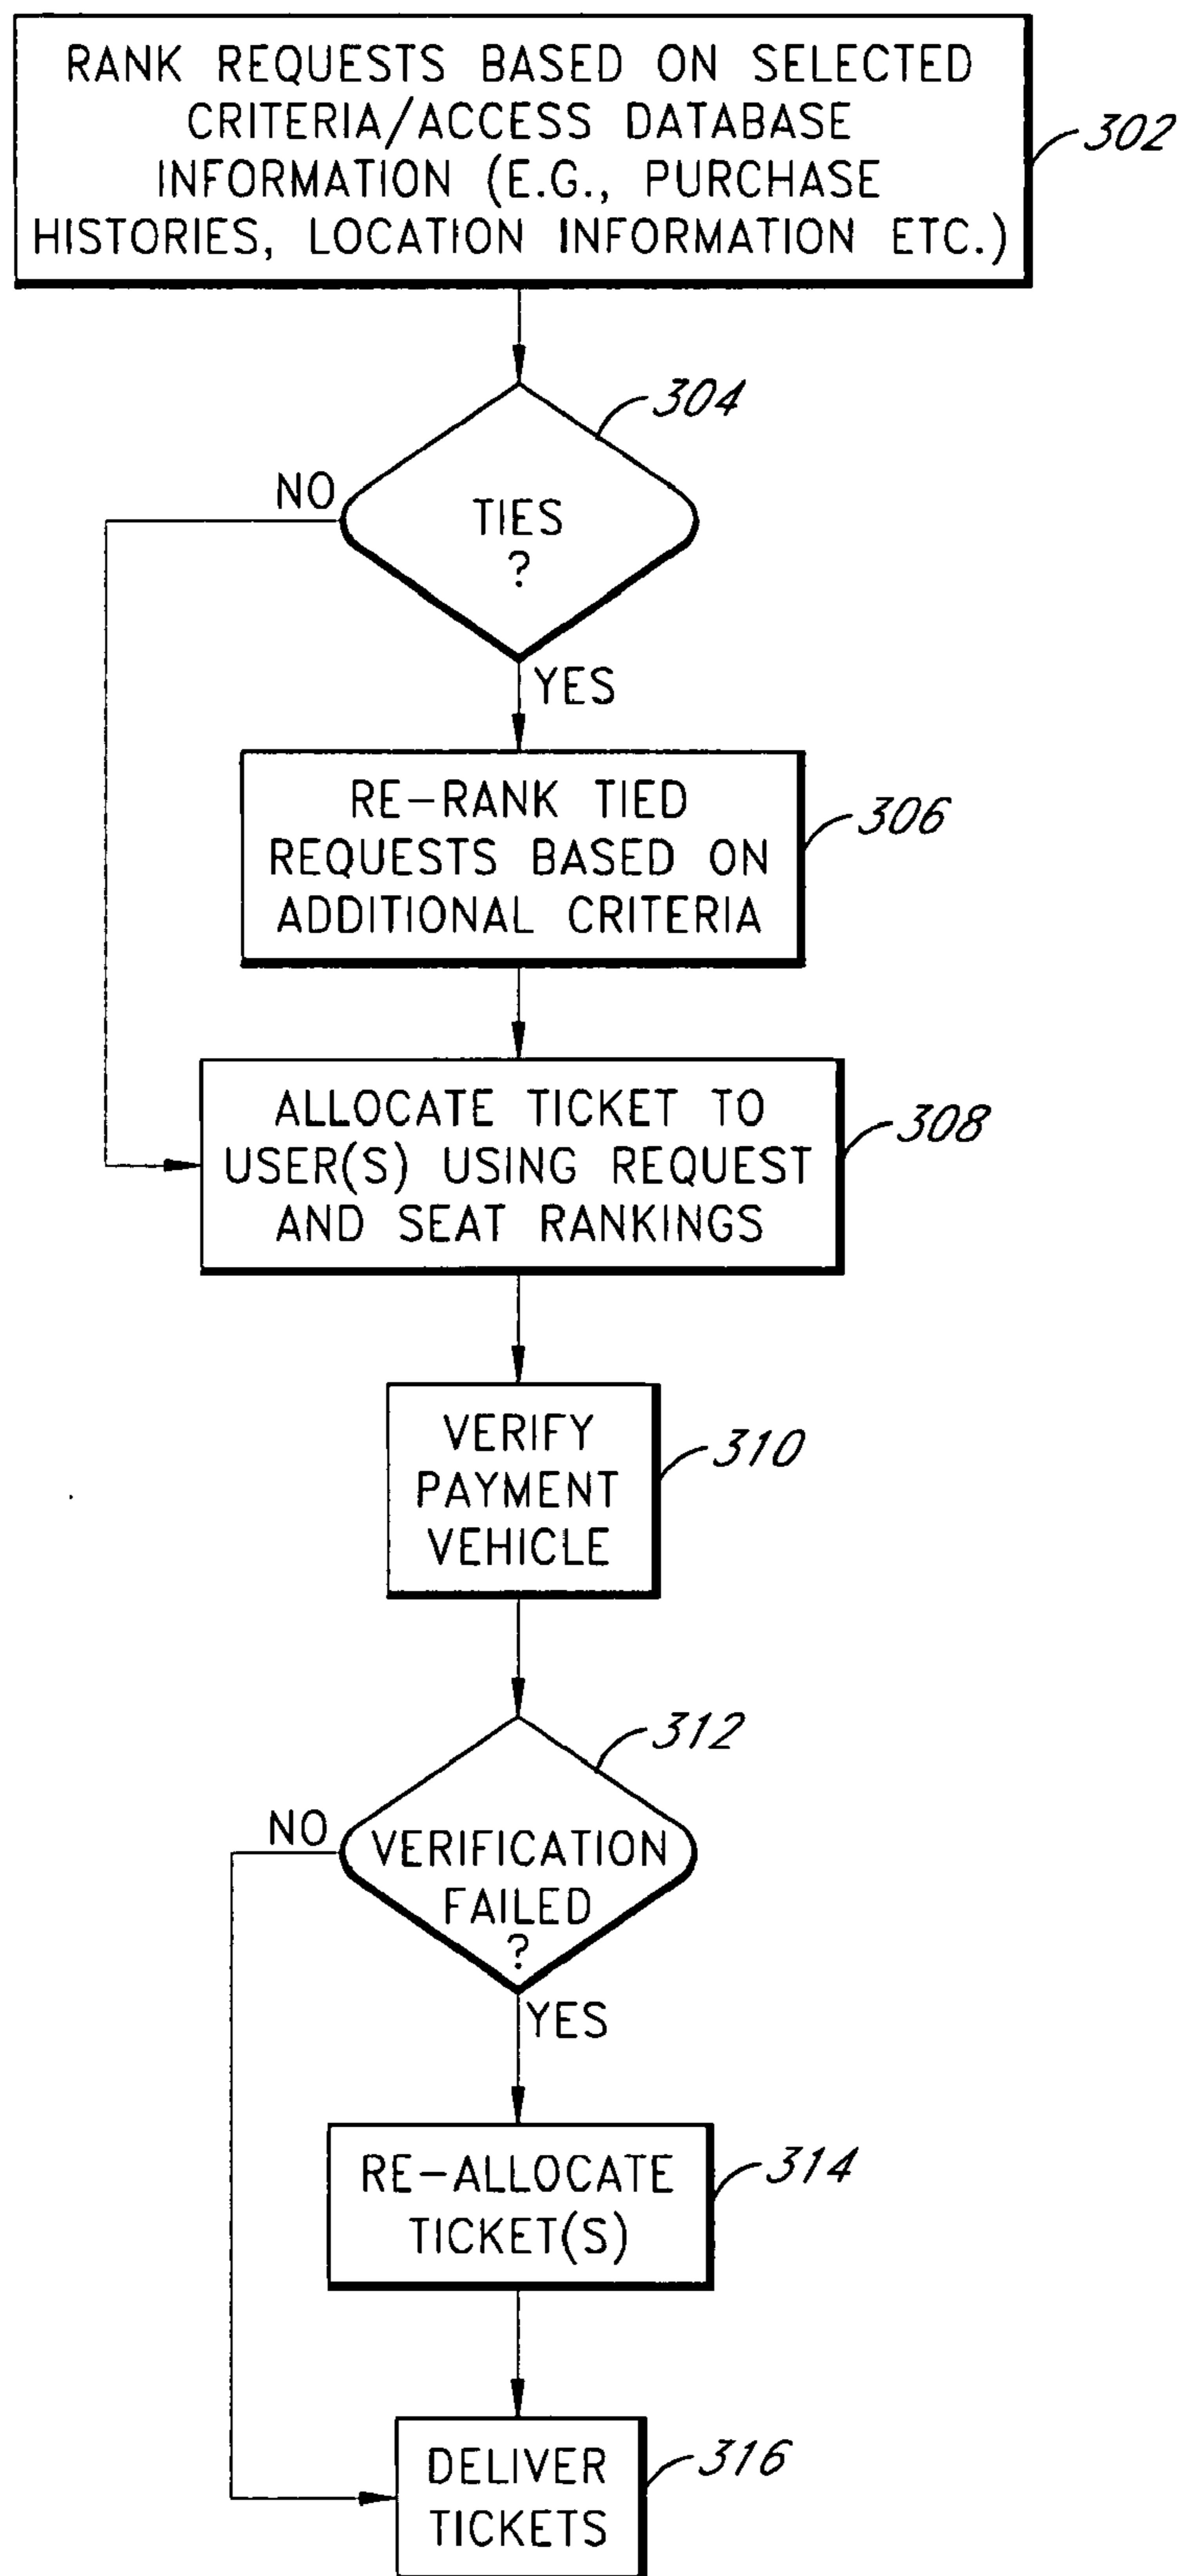 RANK REQUESTS BASED ON SELECTED
CRITERIA/ACCESS DATABASE
INFORMATION (E.G., PURCHASE
HISTORIES, LOCATION INFORMATION ETC.)
302
304
NO
TIES
?
YES
RE-RANK TIED
REQUESTS BASED ON
ADDITIONAL CRITERIA
306
ALLOCATE TICKET TO
USER(S) USING REQUEST
AND SEAT RANKINGS
308
VERIFY
PAYMENT
VEHICLE
310
312
NO
VERIFICATION
FAILED
?
YES
RE-ALLOCATE
TICKET(S)
314
DELIVER
TICKETS
316